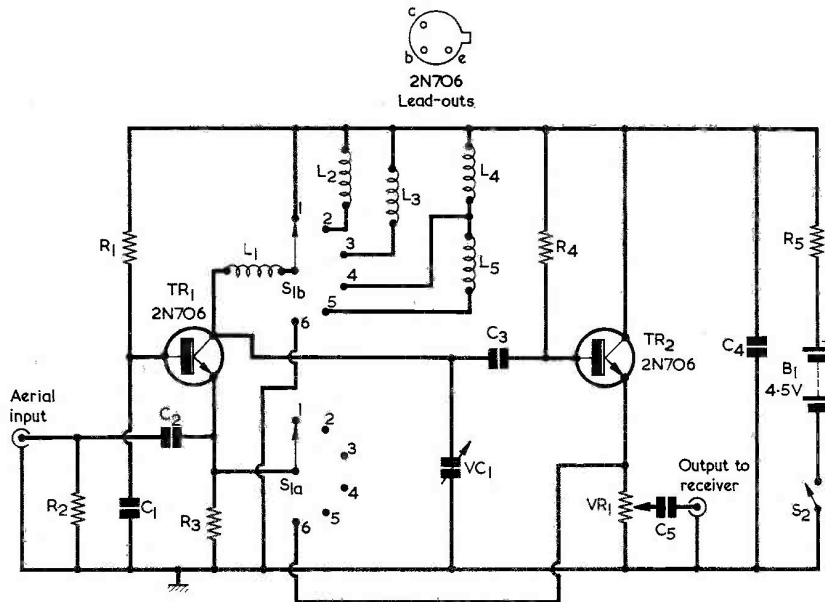 c
b
e
2N706
Lead-outs
L2
L3
L4
R1
L1
1
2
3
4
5
S1b
6
L5
R4
R5
TR1
2N706
C3
TR2
2N706
C4
B1
4·5V
Aerial
input
C2
1
2
3
4
5
6
S1a
VC1
Output to
receiver
R2
C1
R3
VR1
C5
S2